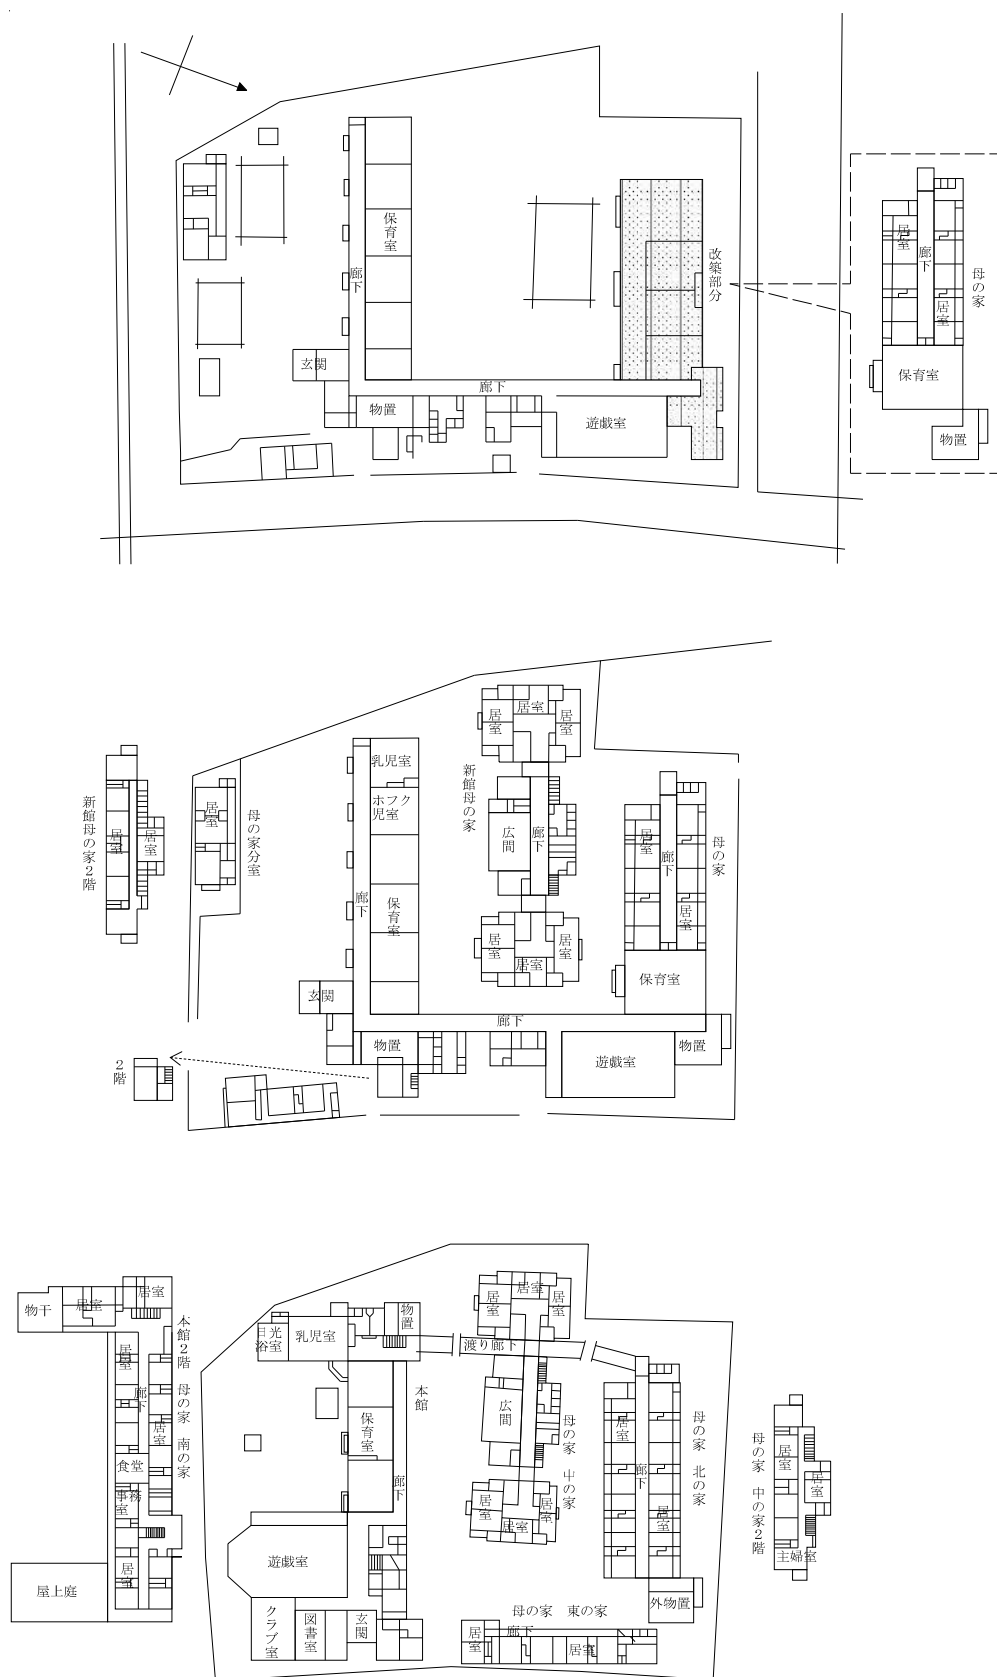 保育室
廊下
改築部分
玄関
廊下
物置
遊戯室
居室
廊下
居室
母の家
保育室
物置
新館母の家2階
居室
居室
居室
母の家分室
乳児室
ホフク児室
廊下
保育室
玄関
廊下
物置
遊戯室
物置
2階
新館母の家
居室
居室
居室
広間
廊下
居室
居室
居室
居室
廊下
居室
母の家
保育室
物干
居室
居室
本館2階 母の家 南の家
居室
廊下
居室
食堂
事務室
居室
屋上庭
日光浴室
乳児室
物置
渡り廊下
本館
保育室
廊下
遊戯室
クラブ室
図書室
玄関
居室
居室
居室
広間
母の家 中の家
居室
居室
居室
居室
廊下
居室
母の家 北の家
外物置
母の家 東の家
居室
廊下
居室
母の家 中の家2階
居室
居室
主婦室